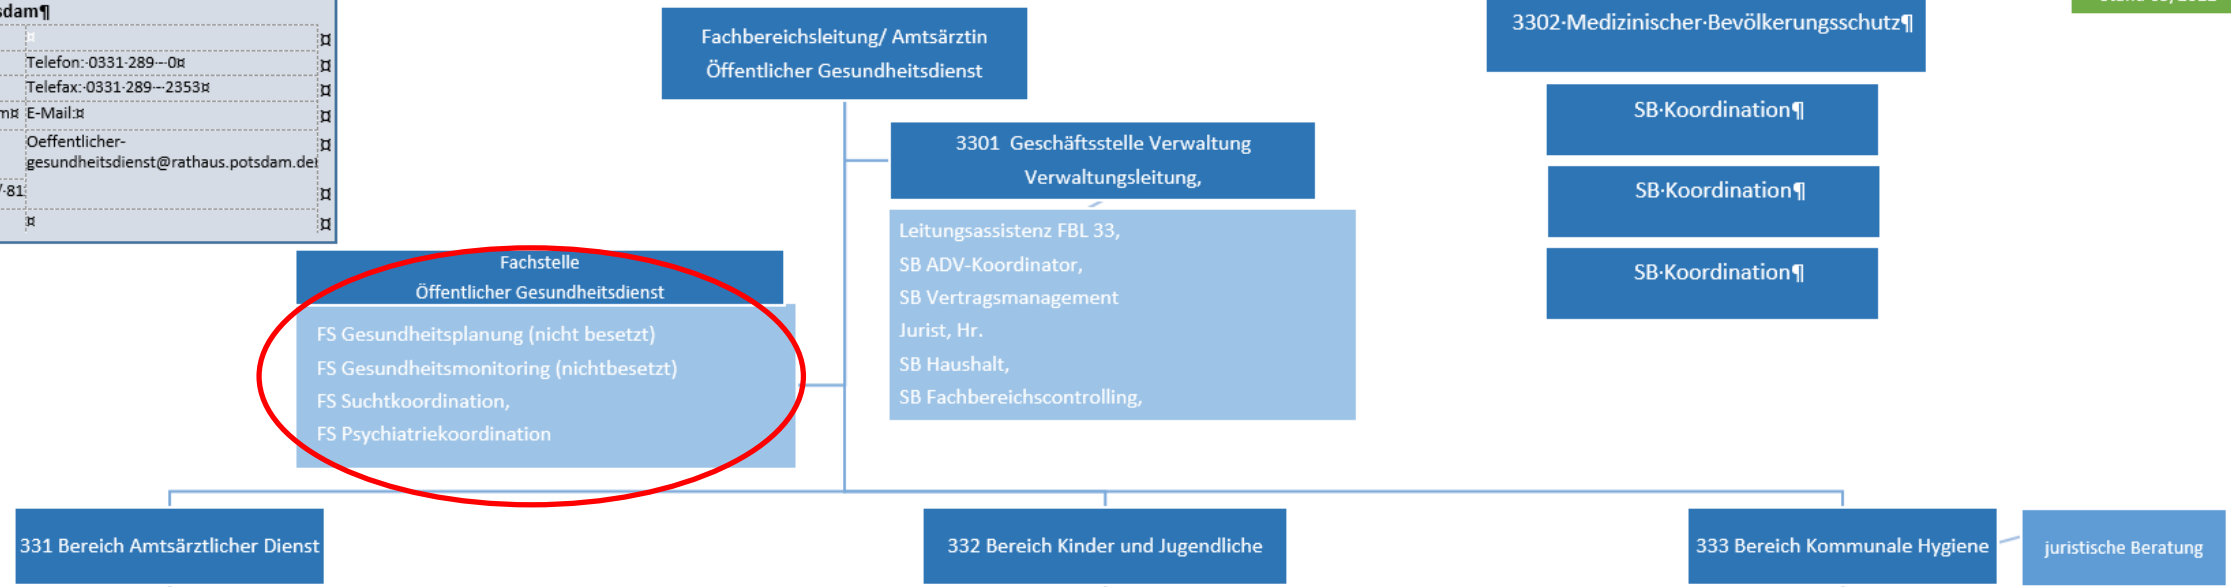 ¶
¤ ¤
Telefon:·0331·289·--·0¤ ¤
Telefax:·0331·289·--·2353¤ ¤
E-Mail:¤ ¤
Oeffentlicher- ¤
gesundheitsdienst@rathaus.potsdam.de
¤
¤ ¤
Fachbereichsleitung/ Amtsärztin
Öffentlicher Gesundheitsdienst
3302·Medizinischer·Bevölkerungsschutz¶
SB·Koordination¶
SB·Koordination¶
SB·Koordination¶
3301 Geschäftsstelle Verwaltung
Verwaltungsleitung,
Leitungsassistenz FBL 33,
SB ADV-Koordinator,
SB Vertragsmanagement
Jurist, Hr.
SB Haushalt,
SB Fachbereichscontrolling,
Fachstelle
Öffentlicher Gesundheitsdienst
FS Gesundheitsplanung (nicht besetzt)
FS Gesundheitsmonitoring (nichtbesetzt)
FS Suchtkoordination,
FS Psychiatriekoordination
331 Bereich Amtsärztlicher Dienst
332 Bereich Kinder und Jugendliche
333 Bereich Kommunale Hygiene
juristische Beratung